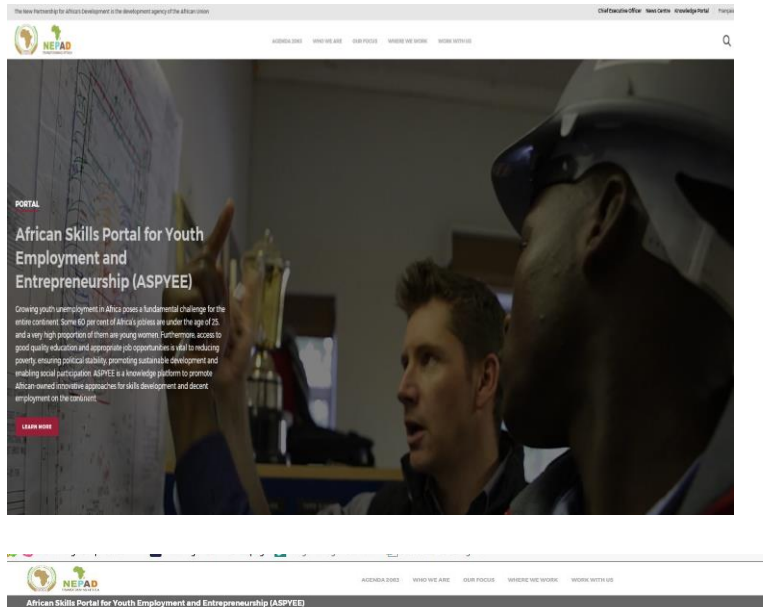 The New Partnership for Africa's Development is the development agency of the African Union
Chief Executive Officer News Centre Knowledge Portal Français
NEPAD
AGENDA 2063 WHO WE ARE OUR FOCUS WHERE WE WORK WORK WITH US
PORTAL
African Skills Portal for Youth
Employment and
Entrepreneurship (ASPYEE)
Growing youth unemployment in Africa poses a fundamental challenge for the
entire continent. Some 60 per cent of Africa's jobless are under the age of 25,
and a very high proportion of them are young women. Furthermore, access to
good quality education and appropriate job opportunities is vital to reducing
poverty, ensuring political stability, promoting sustainable development and
enabling social participation. ASPYEE is a knowledge platform to promote
African-owned innovative approaches for skills development and decent
employment on the continent
LEARN MORE
NEPAD
AGENDA 2063 WHO WE ARE OUR FOCUS WHERE WE WORK WORK WITH US
African Skills Portal for Youth Employment and Entrepreneurship (ASPYEE)